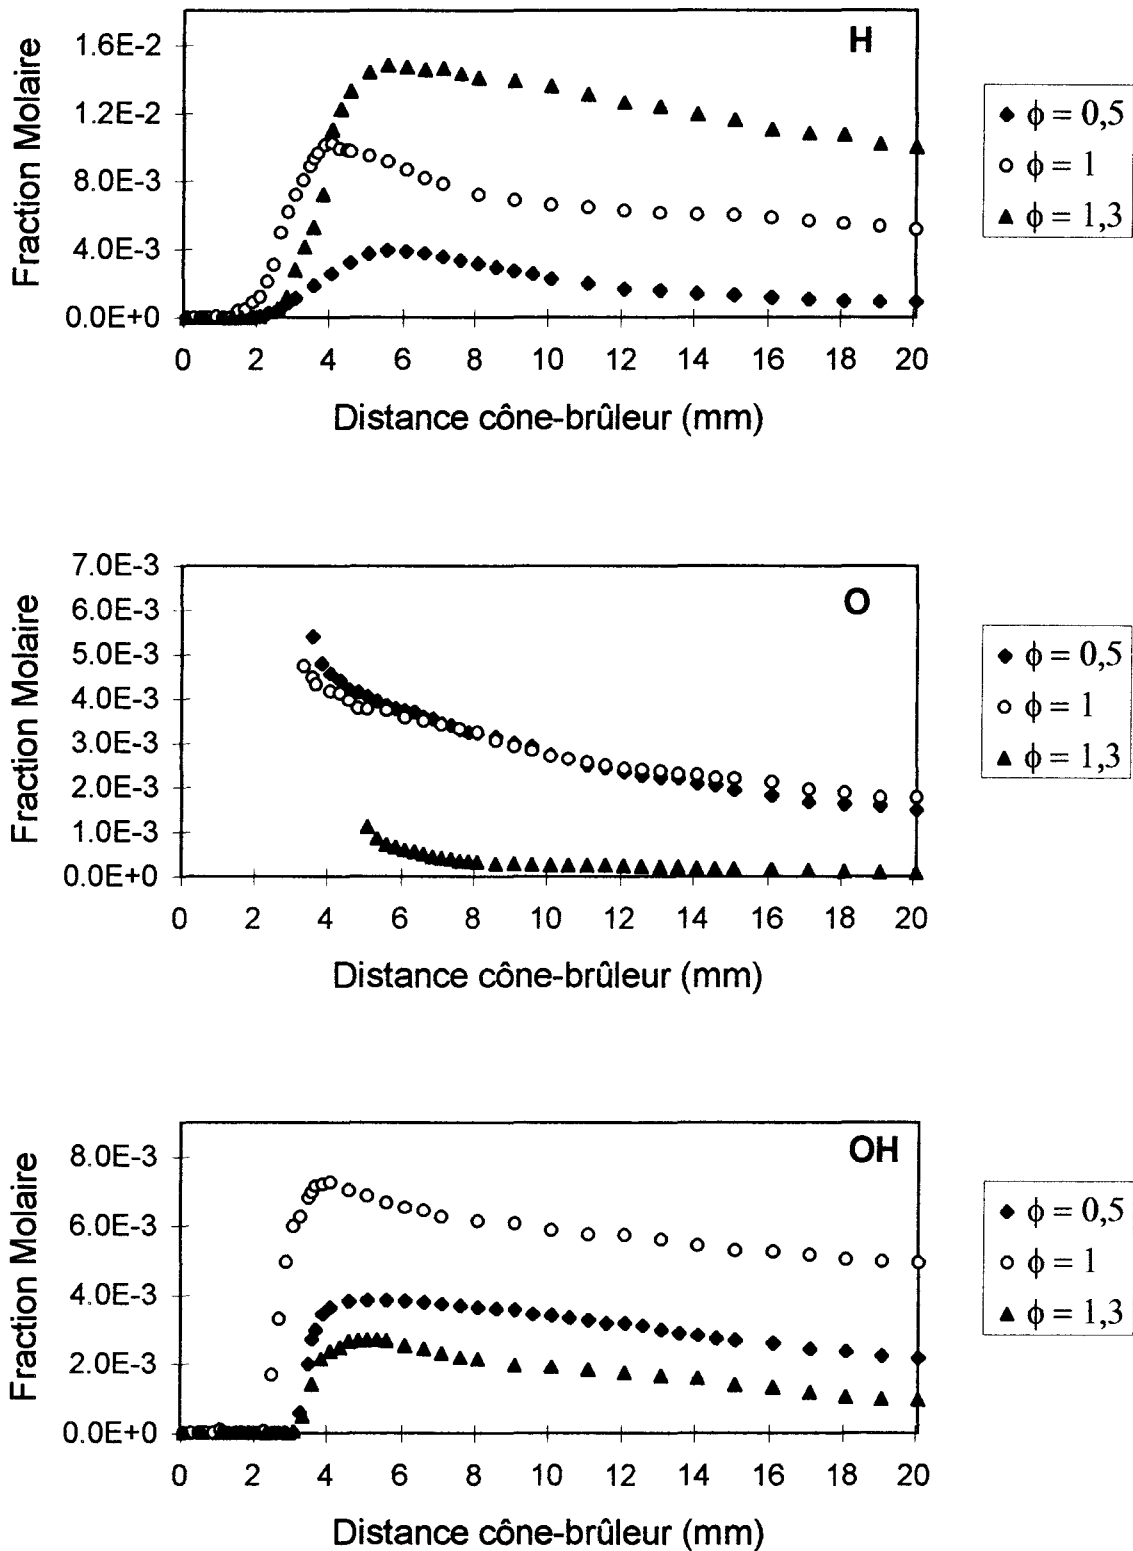 H
Fraction Molaire
1.6E-2
1.2E-2
8.0E-3
4.0E-3
0.0E+0
0 2 4 6 8 10 12 14 16 18 20
Distance cône-brûleur (mm)
ϕ = 0,5
ϕ = 1
ϕ = 1,3
O
Fraction Molaire
7.0E-3
6.0E-3
5.0E-3
4.0E-3
3.0E-3
2.0E-3
1.0E-3
0.0E+0
0 2 4 6 8 10 12 14 16 18 20
Distance cône-brûleur (mm)
ϕ = 0,5
ϕ = 1
ϕ = 1,3
OH
Fraction Molaire
8.0E-3
6.0E-3
4.0E-3
2.0E-3
0.0E+0
0 2 4 6 8 10 12 14 16 18 20
Distance cône-brûleur (mm)
ϕ = 0,5
ϕ = 1
ϕ = 1,3